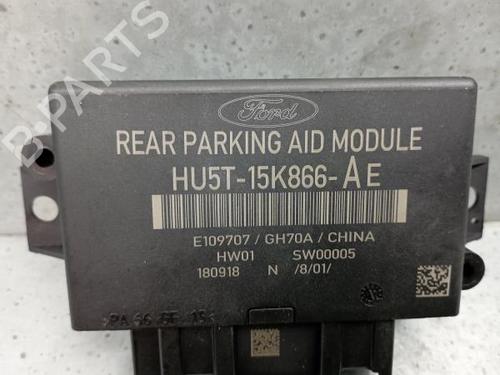 Ford
REAR PARKING AID MODULE
HU5T-15K866-AE
E109707 / GH70A / CHINA
HW01 SW00005
180918 N /8/01/
B-PARTS